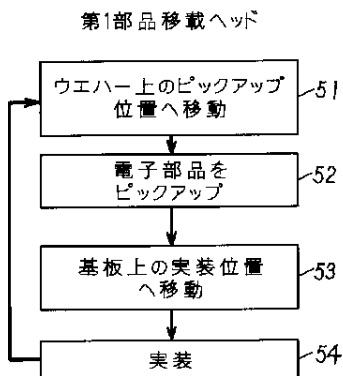 第1部品移載ヘッド
ウエハー上のピックアップ
位置へ移動
51
電子部品を
ピックアップ
52
基板上の実装位置
へ移動
53
実装
54